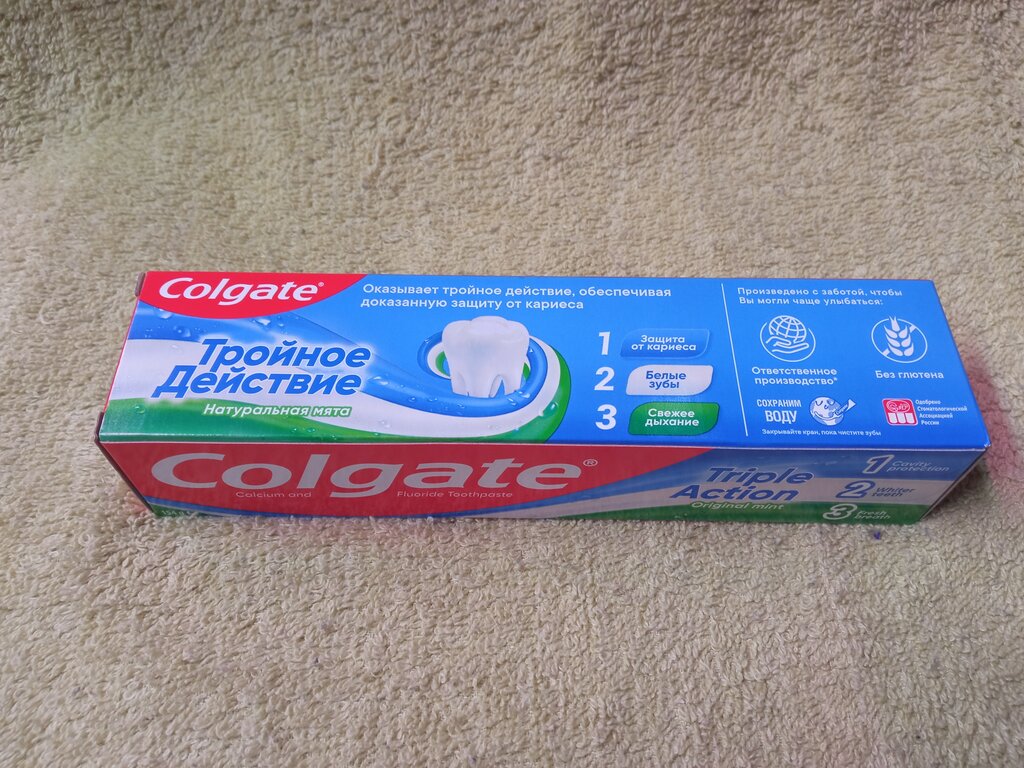 Colgate®
Оказывает тройное действие, обеспечивая
доказанную защиту от кариеса
Тройное
Действие
Натуральная мята
1 Защита
от кариеса
2 Белые
зубы
3 Свежее
дыхание
Произведено с заботой, чтобы
Вы могли чаще улыбаться:
Ответственное
производство*
Без глютена
СОХРАНИМ
ВОДУ
Закрывайте кран, пока чистите зубы
Одобрено
Стоматологической
Ассоциацией
России
Colgate®
Calcium and Fluoride Toothpaste
154 g
Triple
Action
Original mint
1 Cavity
protection
2 Whiter
teeth
3 Fresh
breath